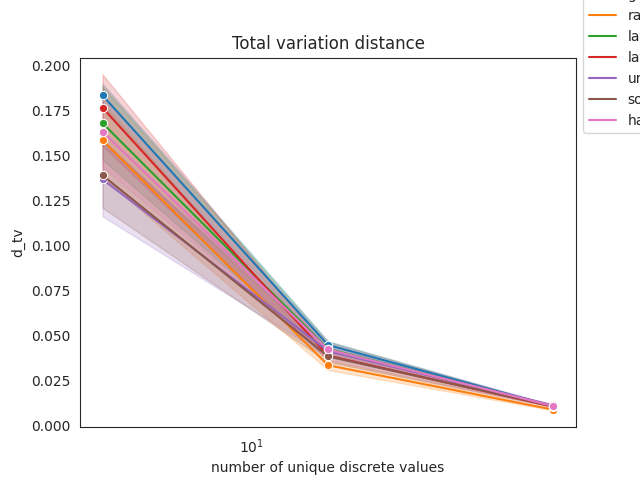 Total variation distance
0.200
0.175
0.150
0.125
0.100
0.075
0.050
0.025
0.000
d_tv
10¹
number of unique discrete values
ra
la
la
ur
sc
ha